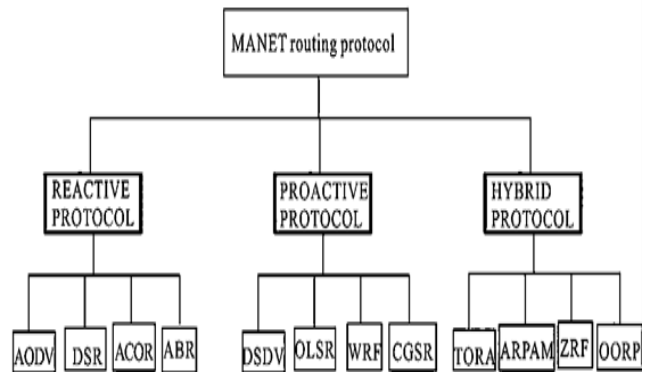 MANET routing protocol
REACTIVE
PROTOCOL
PROACTIVE
PROTOCOL
HYBRID
PROTOCOL
AODV
DSR
ACOR
ABR
DSDV
OLSR
WRF
CGSR
TORA
ARPAM
ZRF
OORP